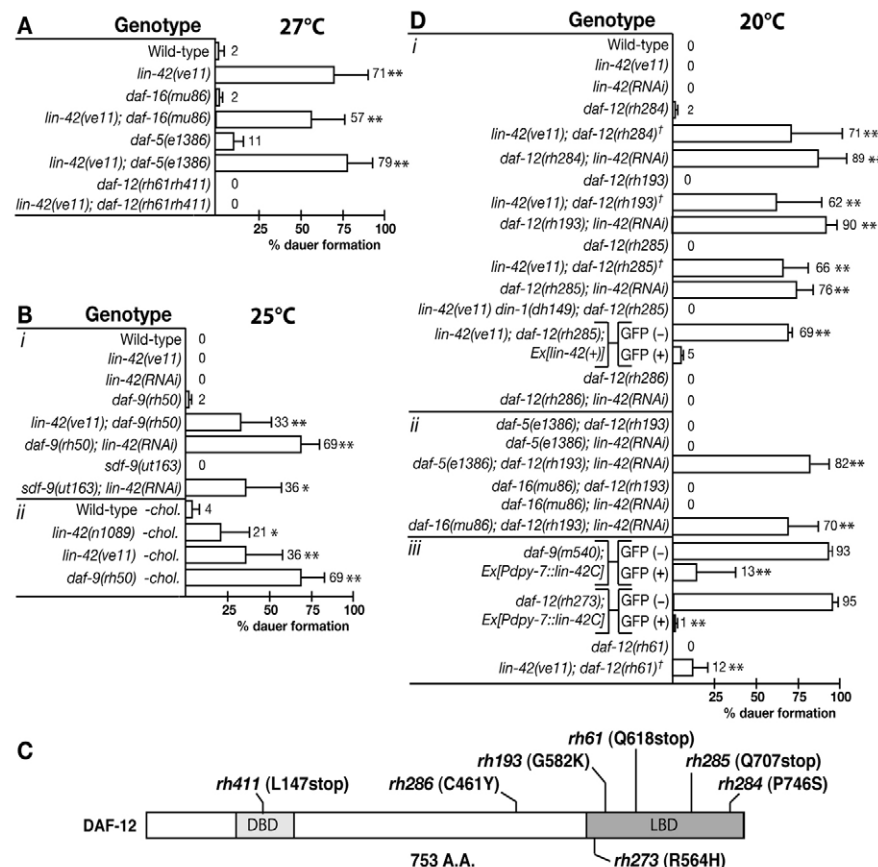 A Genotype 27°C
Wild-type 2
lin-42(ve11) 71**
daf-16(mu86) 2
lin-42(ve11); daf-16(mu86) 57 **
daf-5(e1386) 11
lin-42(ve11); daf-5(e1386) 79 **
daf-12(rh61rh411) 0
lin-42(ve11); daf-12(rh61rh411) 0
25 50 75 100
% dauer formation
B Genotype 25°C
i
Wild-type 0
lin-42(ve11) 0
lin-42(RNAi) 0
daf-9(rh50) 2
lin-42(ve11); daf-9(rh50) 33 **
daf-9(rh50); lin-42(RNAi) 69**
sdf-9(ut163) 0
sdf-9(ut163; lin-42(RNAi) 36 *
ii
Wild-type -chol. 4
lin-42(n1089) -chol. 21 *
lin-42(ve11) -chol. 36 **
daf-9(rh50) -chol. 69 **
25 50 75 100
% dauer formation
D Genotype 20°C
i
Wild-type 0
lin-42(ve11) 0
lin-42(RNAi) 0
daf-12(rh284) 2
lin-42(ve11); daf-12(rh284)† 71 **
daf-12(rh284); lin-42(RNAi) 89 **
daf-12(rh193) 0
lin-42(ve11); daf-12(rh193)† 62 **
daf-12(rh193); lin-42(RNAi) 90 **
daf-12(rh285) 0
lin-42(ve11); daf-12(rh285)† 66 **
daf-12(rh285); lin-42(RNAi) 76 **
lin-42(ve11) din-1(dh149); daf-12(rh285) 0
lin-42(ve11); daf-12(rh285); GFP (-) 69 **
Ex[lin-42(+)] GFP (+) 5
daf-12(rh286) 0
daf-12(rh286); lin-42(RNAi) 0
ii
daf-5(e1386); daf-12(rh193) 0
daf-5(e1386); lin-42(RNAi) 0
daf-5(e1386); daf-12(rh193); lin-42(RNAi) 82**
daf-16(mu86); daf-12(rh193) 0
daf-16(mu86); lin-42(RNAi) 0
daf-16(mu86); daf-12(rh193); lin-42(RNAi) 70 **
iii
daf-9(m540); GFP (-) 93
Ex[Pdpy-7::lin-42C] GFP (+) 13**
daf-12(rh273); GFP (-) 95
Ex[Pdpy-7::lin-42C] GFP (+) 1 **
daf-12(rh61) 0
lin-42(ve11); daf-12(rh61)† 12 **
25 50 75 100
% dauer formation
C
rh61 (Q618stop)
rh193 (G582K) rh285 (Q707stop)
rh411 (L147stop) rh286 (C461Y) rh284 (P746S)
DAF-12 DBD LBD
753 A.A. rh273 (R564H)